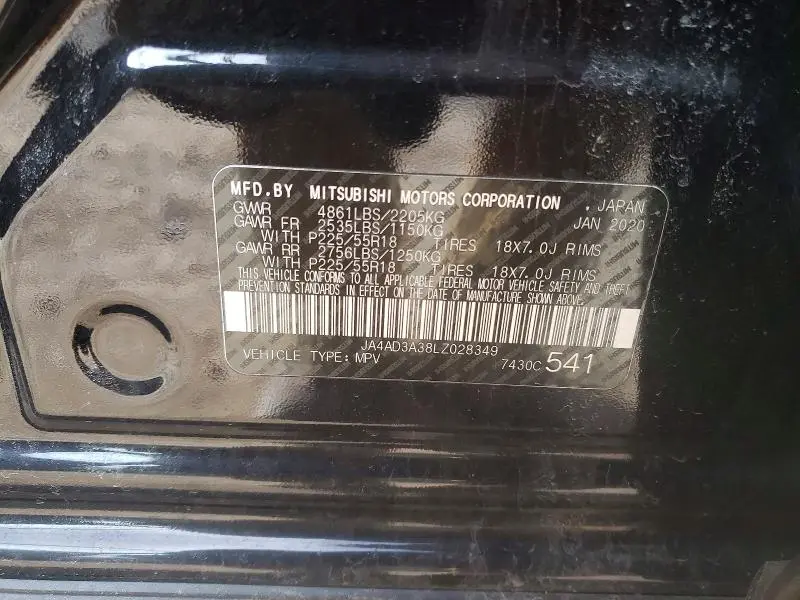 MFD.BY MITSUBISHI MOTORS CORPORATION , JAPAN
GVWR 4861LBS/2205KG JAN 2020
GAWR FR 2535LBS/1150KG
WITH P225/55R18 TIRES 18X7.0J RIMS
GAWR RR 2756LBS/1250KG
WITH P225/55R18 TIRES 18X7.0J RIMS
THIS VEHICLE CONFORMS TO ALL APPLICABLE FEDERAL MOTOR VEHICLE SAFETY AND THEFT
PREVENTION STANDARDS IN EFFECT ON THE DATE OF MANUFACTURE SHOWN ABOVE.
JA4AD3A38LZ028349
VEHICLE TYPE: MPV 7430C 541